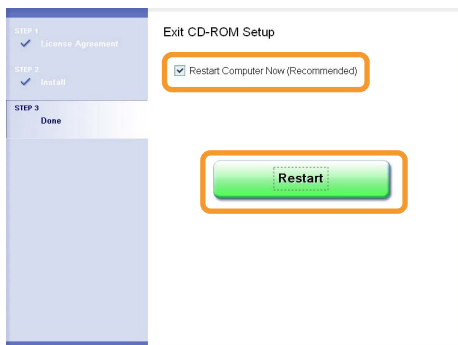 STEP 1
License Agreement
STEP 2
Install
STEP 3
Done
Exit CD-ROM Setup
Restart Computer Now (Recommended)
Restart